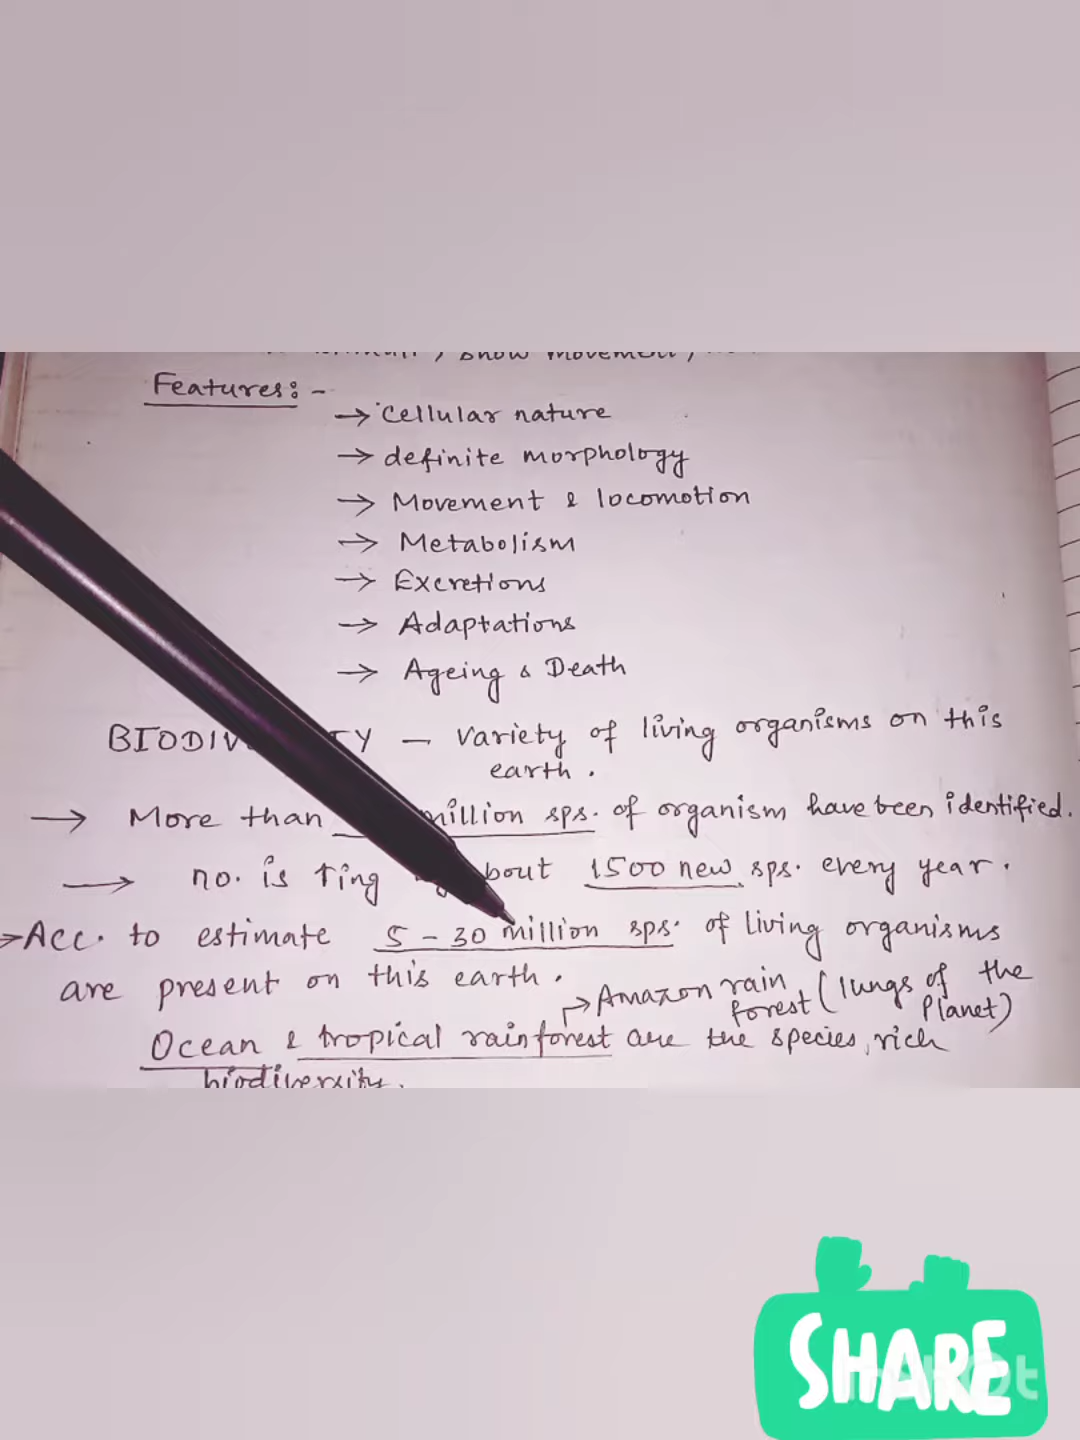 Features: -
→ Cellular nature
→ definite morphology
→ Movement & locomotion
→ Metabolism
→ Excretions
→ Adaptations
→ Ageing & Death
— variety of living organisms on this
earth.
→ More than million sps. of organism have been identified.
→ no. is ↑ing 1500 new sps. every year.
→ Acc. to estimate 5 - 30 million sps. of living organisms
are present on this earth.
↱ Amazon rain
forest (lungs of the
Planet)
Ocean & tropical rainforest are the species, rich
biodiversity.
SHARE